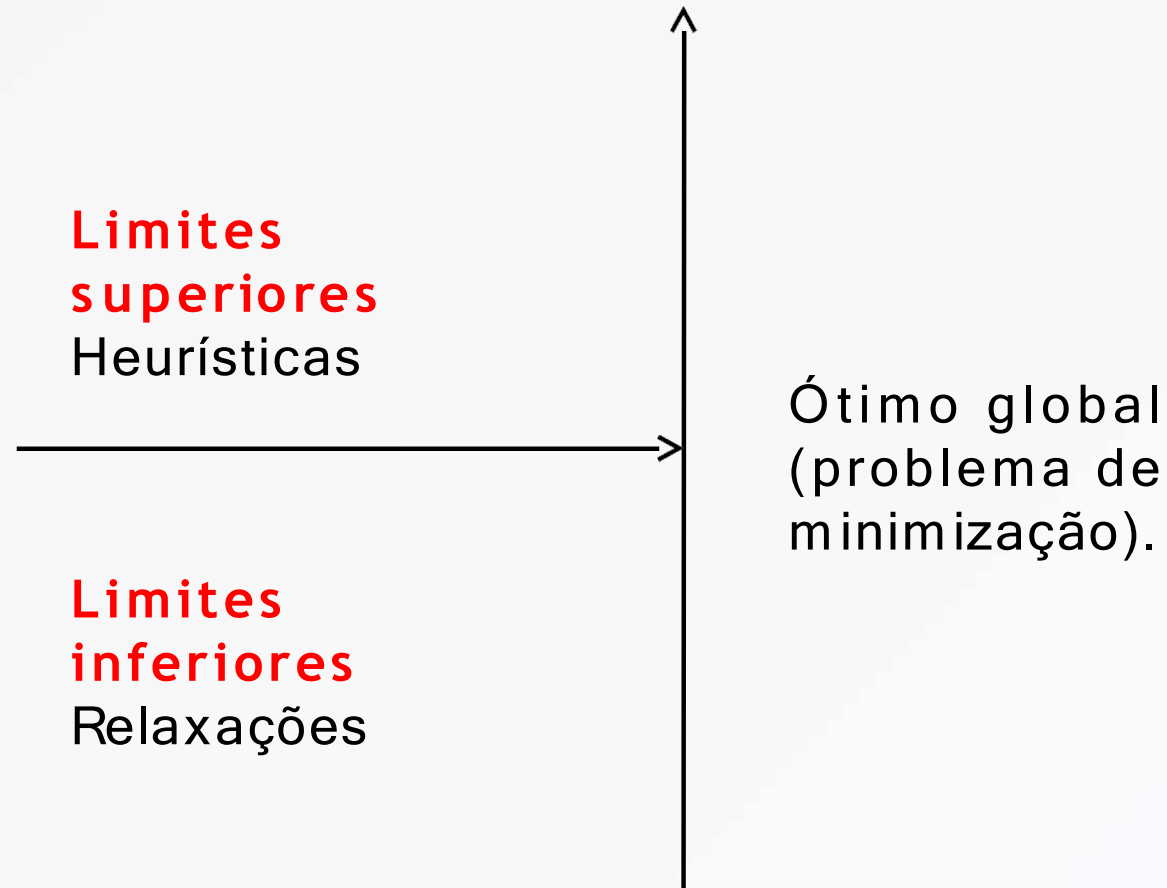 Limites
superiores
Heurísticas
Ótimo global
(problema de
minimização).
Limites
inferiores
Relaxações